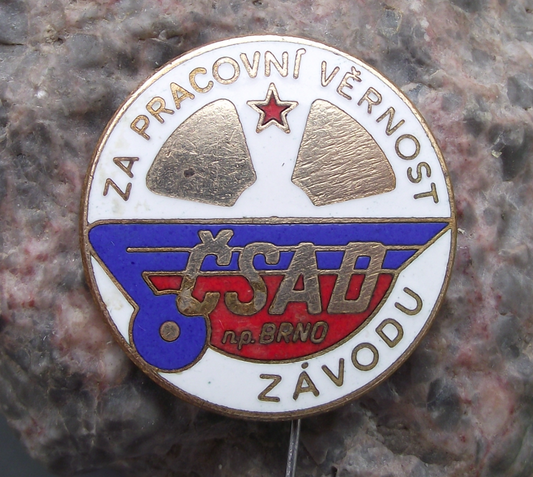 ZA PRACOVNÍ VĚRNOST
ČSAD
n.p. BRNO
ZÁVODU